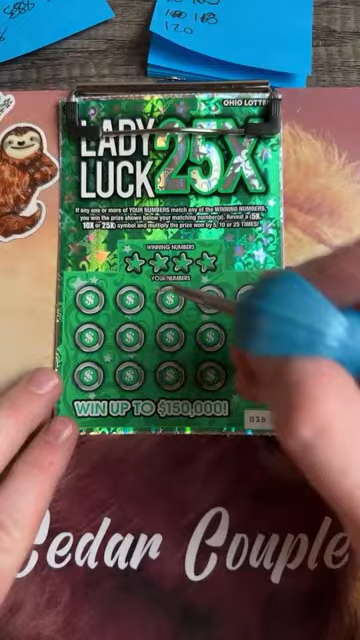 120
OHIO LOTTE
LADY
LUCK 25X
If any one or more of YOUR NUMBERS match any of the WINNING NUMBERS,
you win the prize shown below your matching number(s). Reveal a (5X,
10X or 25X) symbol and multiply the prize won by 5, 10 or 25 TIMES!
WINNING NUMBERS
YOUR NUMBERS
$ $ $ $
$ $ $ $
$ $ $ $
WIN UP TO $150,000!
036
Cedar Couple